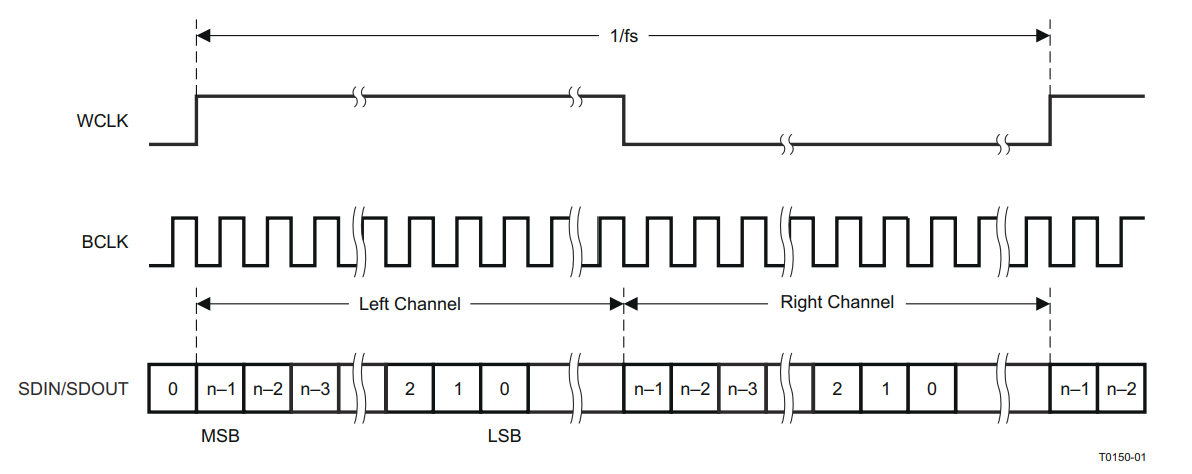 1/fs
WCLK
BCLK
Left Channel Right Channel
SDIN/SDOUT 0 n–1 n–2 n–3 2 1 0 n–1 n–2 n–3 2 1 0 n–1 n–2
MSB LSB
T0150-01